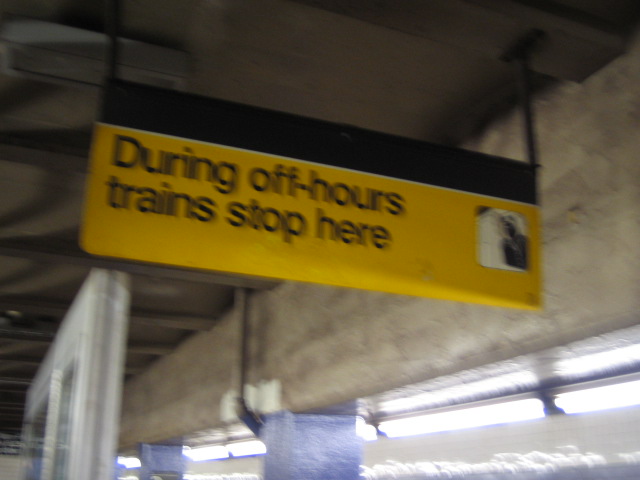 During off-hours
trains stop here